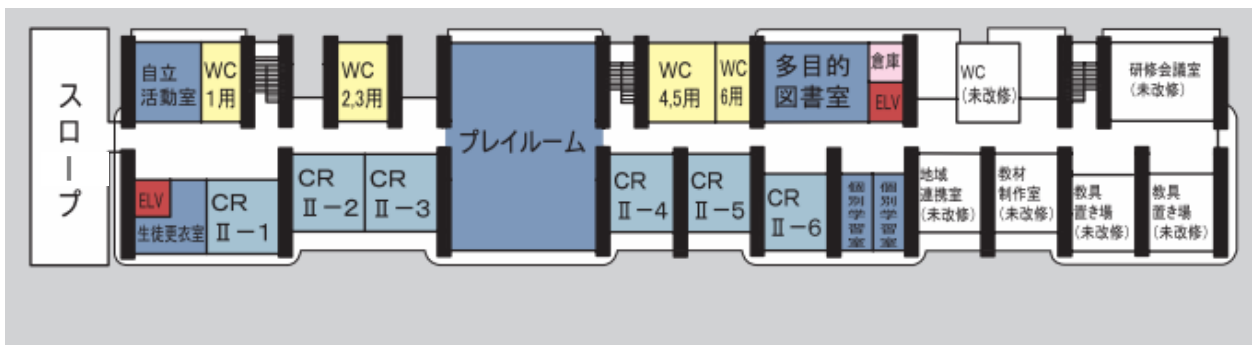 スロープ
自立
活動室
WC
1用
WC
2,3用
プレイルーム
WC
4,5用
WC
6用
多目的
図書室
倉庫
ELV
WC
(未改修)
研修会議室
(未改修)
ELV
生徒更衣室
CR
Ⅱ－1
CR
Ⅱ－2
CR
Ⅱ－3
CR
Ⅱ－4
CR
Ⅱ－5
CR
Ⅱ－6
個別学習室
個別学習室
地域
連携室
(未改修)
教材
制作室
(未改修)
教具
置き場
(未改修)
教具
置き場
(未改修)